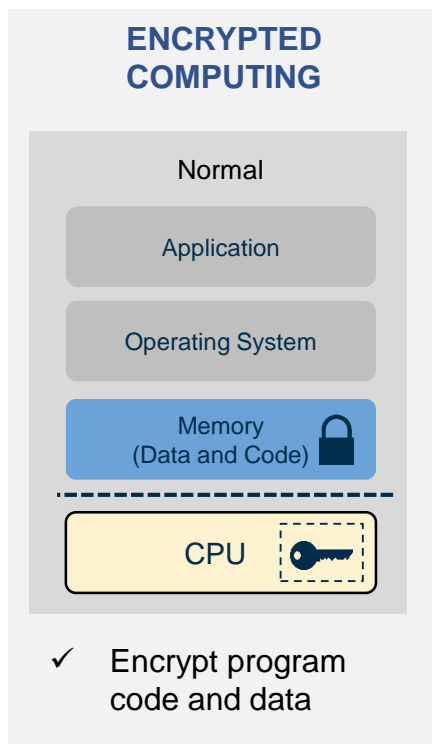 ENCRYPTED
COMPUTING
Normal
Application
Operating System
Memory
(Data and Code)
CPU
✓ Encrypt program
code and data